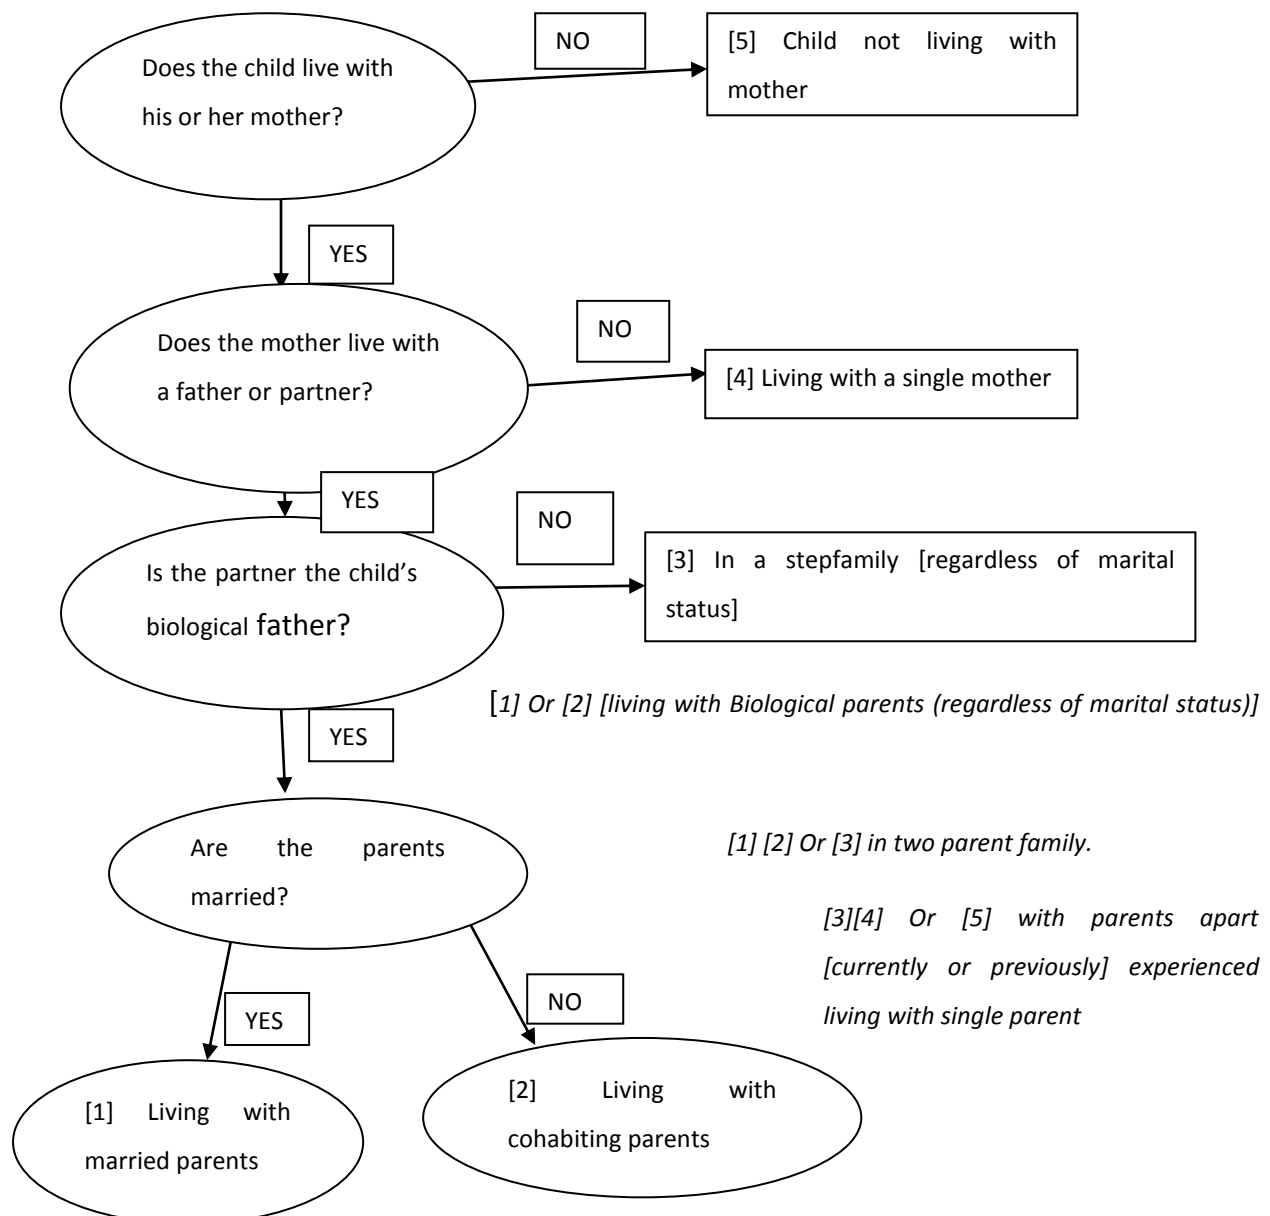 Does the child live with
his or her mother?
NO
[5] Child not living with
mother
YES
Does the mother live with
a father or partner?
NO
[4] Living with a single mother
YES
Is the partner the child's
biological father?
NO
[3] In a stepfamily [regardless of marital
status]
[1] Or [2] [living with Biological parents (regardless of marital status)]
YES
Are the parents
married?
[1] [2] Or [3] in two parent family.
[3][4] Or [5] with parents apart
[currently or previously] experienced
living with single parent
YES
NO
[1] Living with
married parents
[2] Living with
cohabiting parents